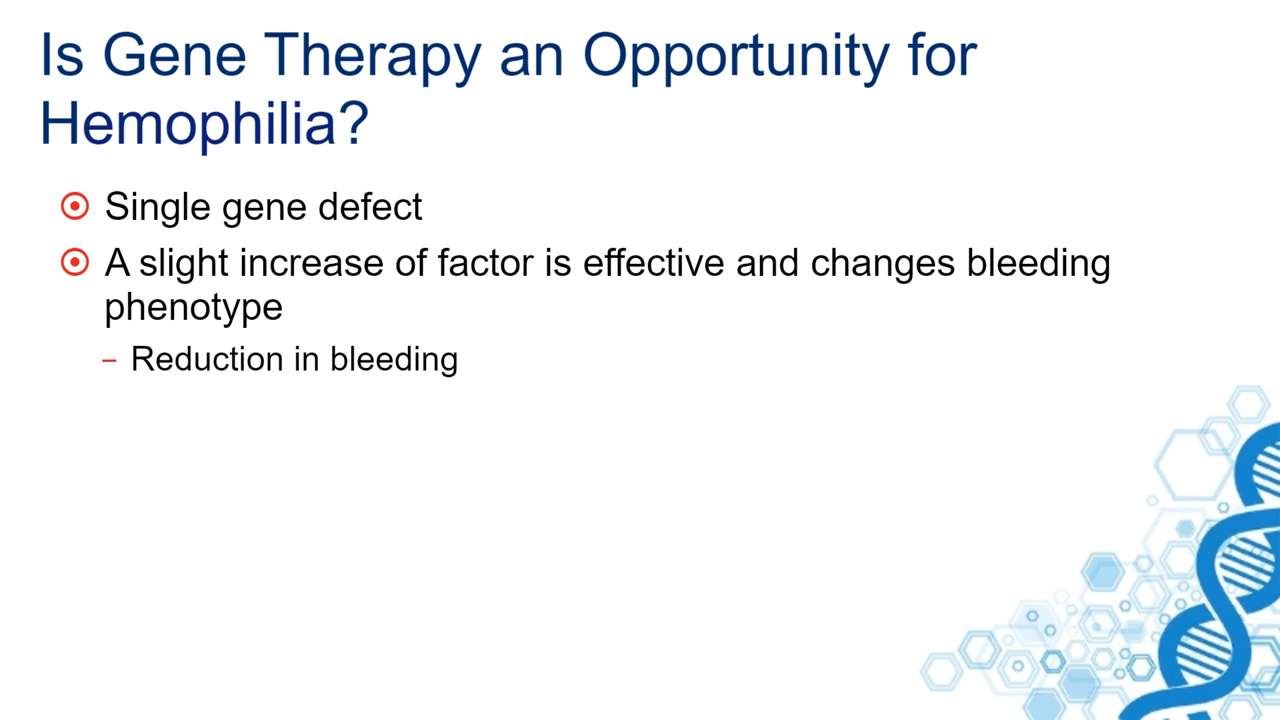 Is Gene Therapy an Opportunity for
Hemophilia?
Single gene defect
A slight increase of factor is effective and changes bleeding
phenotype
– Reduction in bleeding